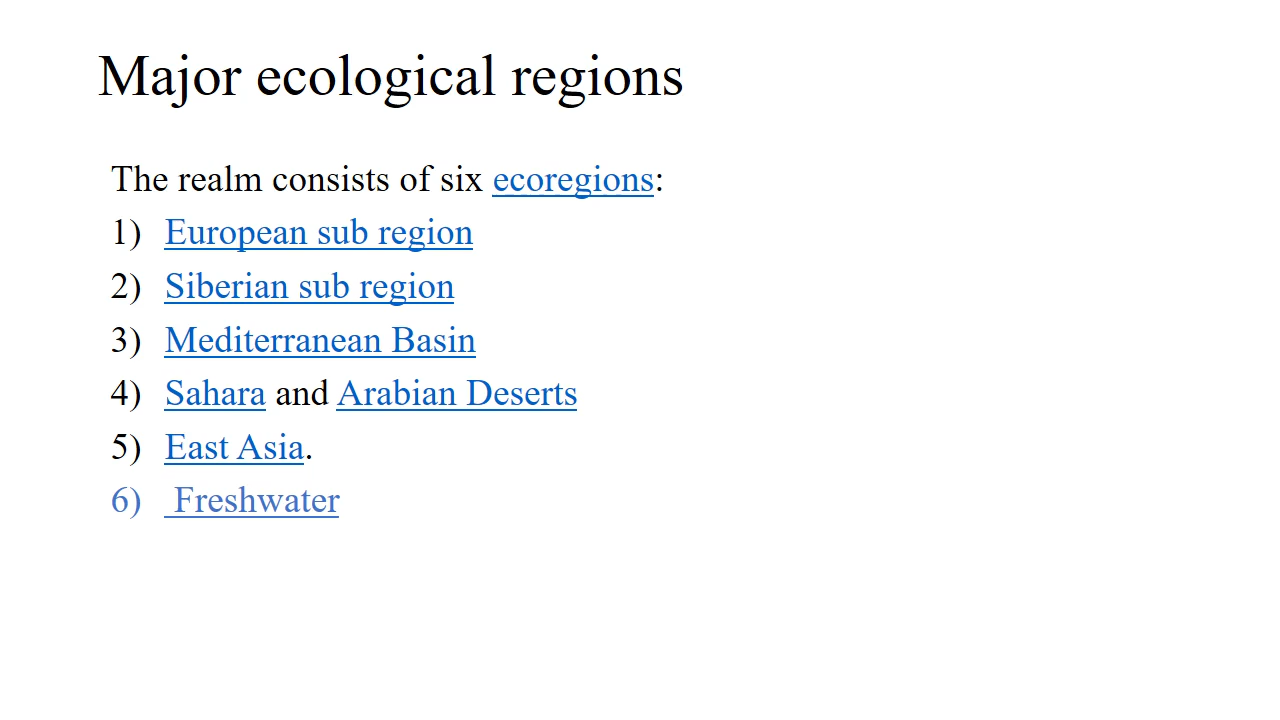 Major ecological regions
The realm consists of six ecoregions:
1) European sub region
2) Siberian sub region
3) Mediterranean Basin
4) Sahara and Arabian Deserts
5) East Asia.
6) Freshwater